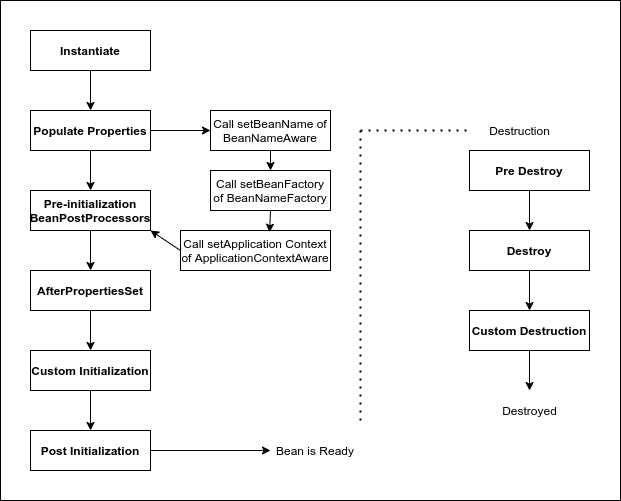 Instantiate
Populate Properties
Call setBeanName of
BeanNameAware
Call setBeanFactory
of BeanNameFactory
Call setApplication Context
of ApplicationContextAware
Pre-initialization
BeanPostProcessors
AfterPropertiesSet
Custom Initialization
Post Initialization
Bean is Ready
Destruction
Pre Destroy
Destroy
Custom Destruction
Destroyed